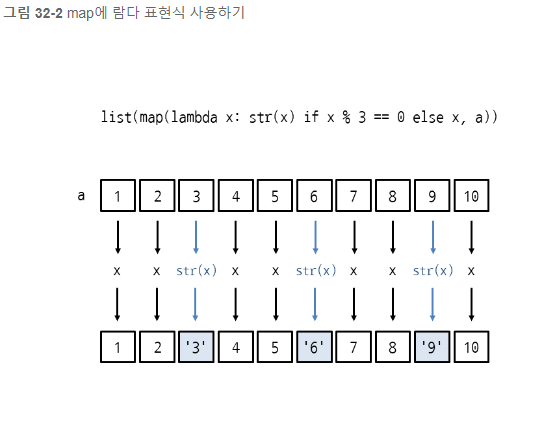 그림 32-2 map에 람다 표현식 사용하기
list(map(lambda x: str(x) if x % 3 == 0 else x, a))
a 1 2 3 4 5 6 7 8 9 10
x x str(x) x x str(x) x x str(x) x
1 2 '3' 4 5 '6' 7 8 '9' 10